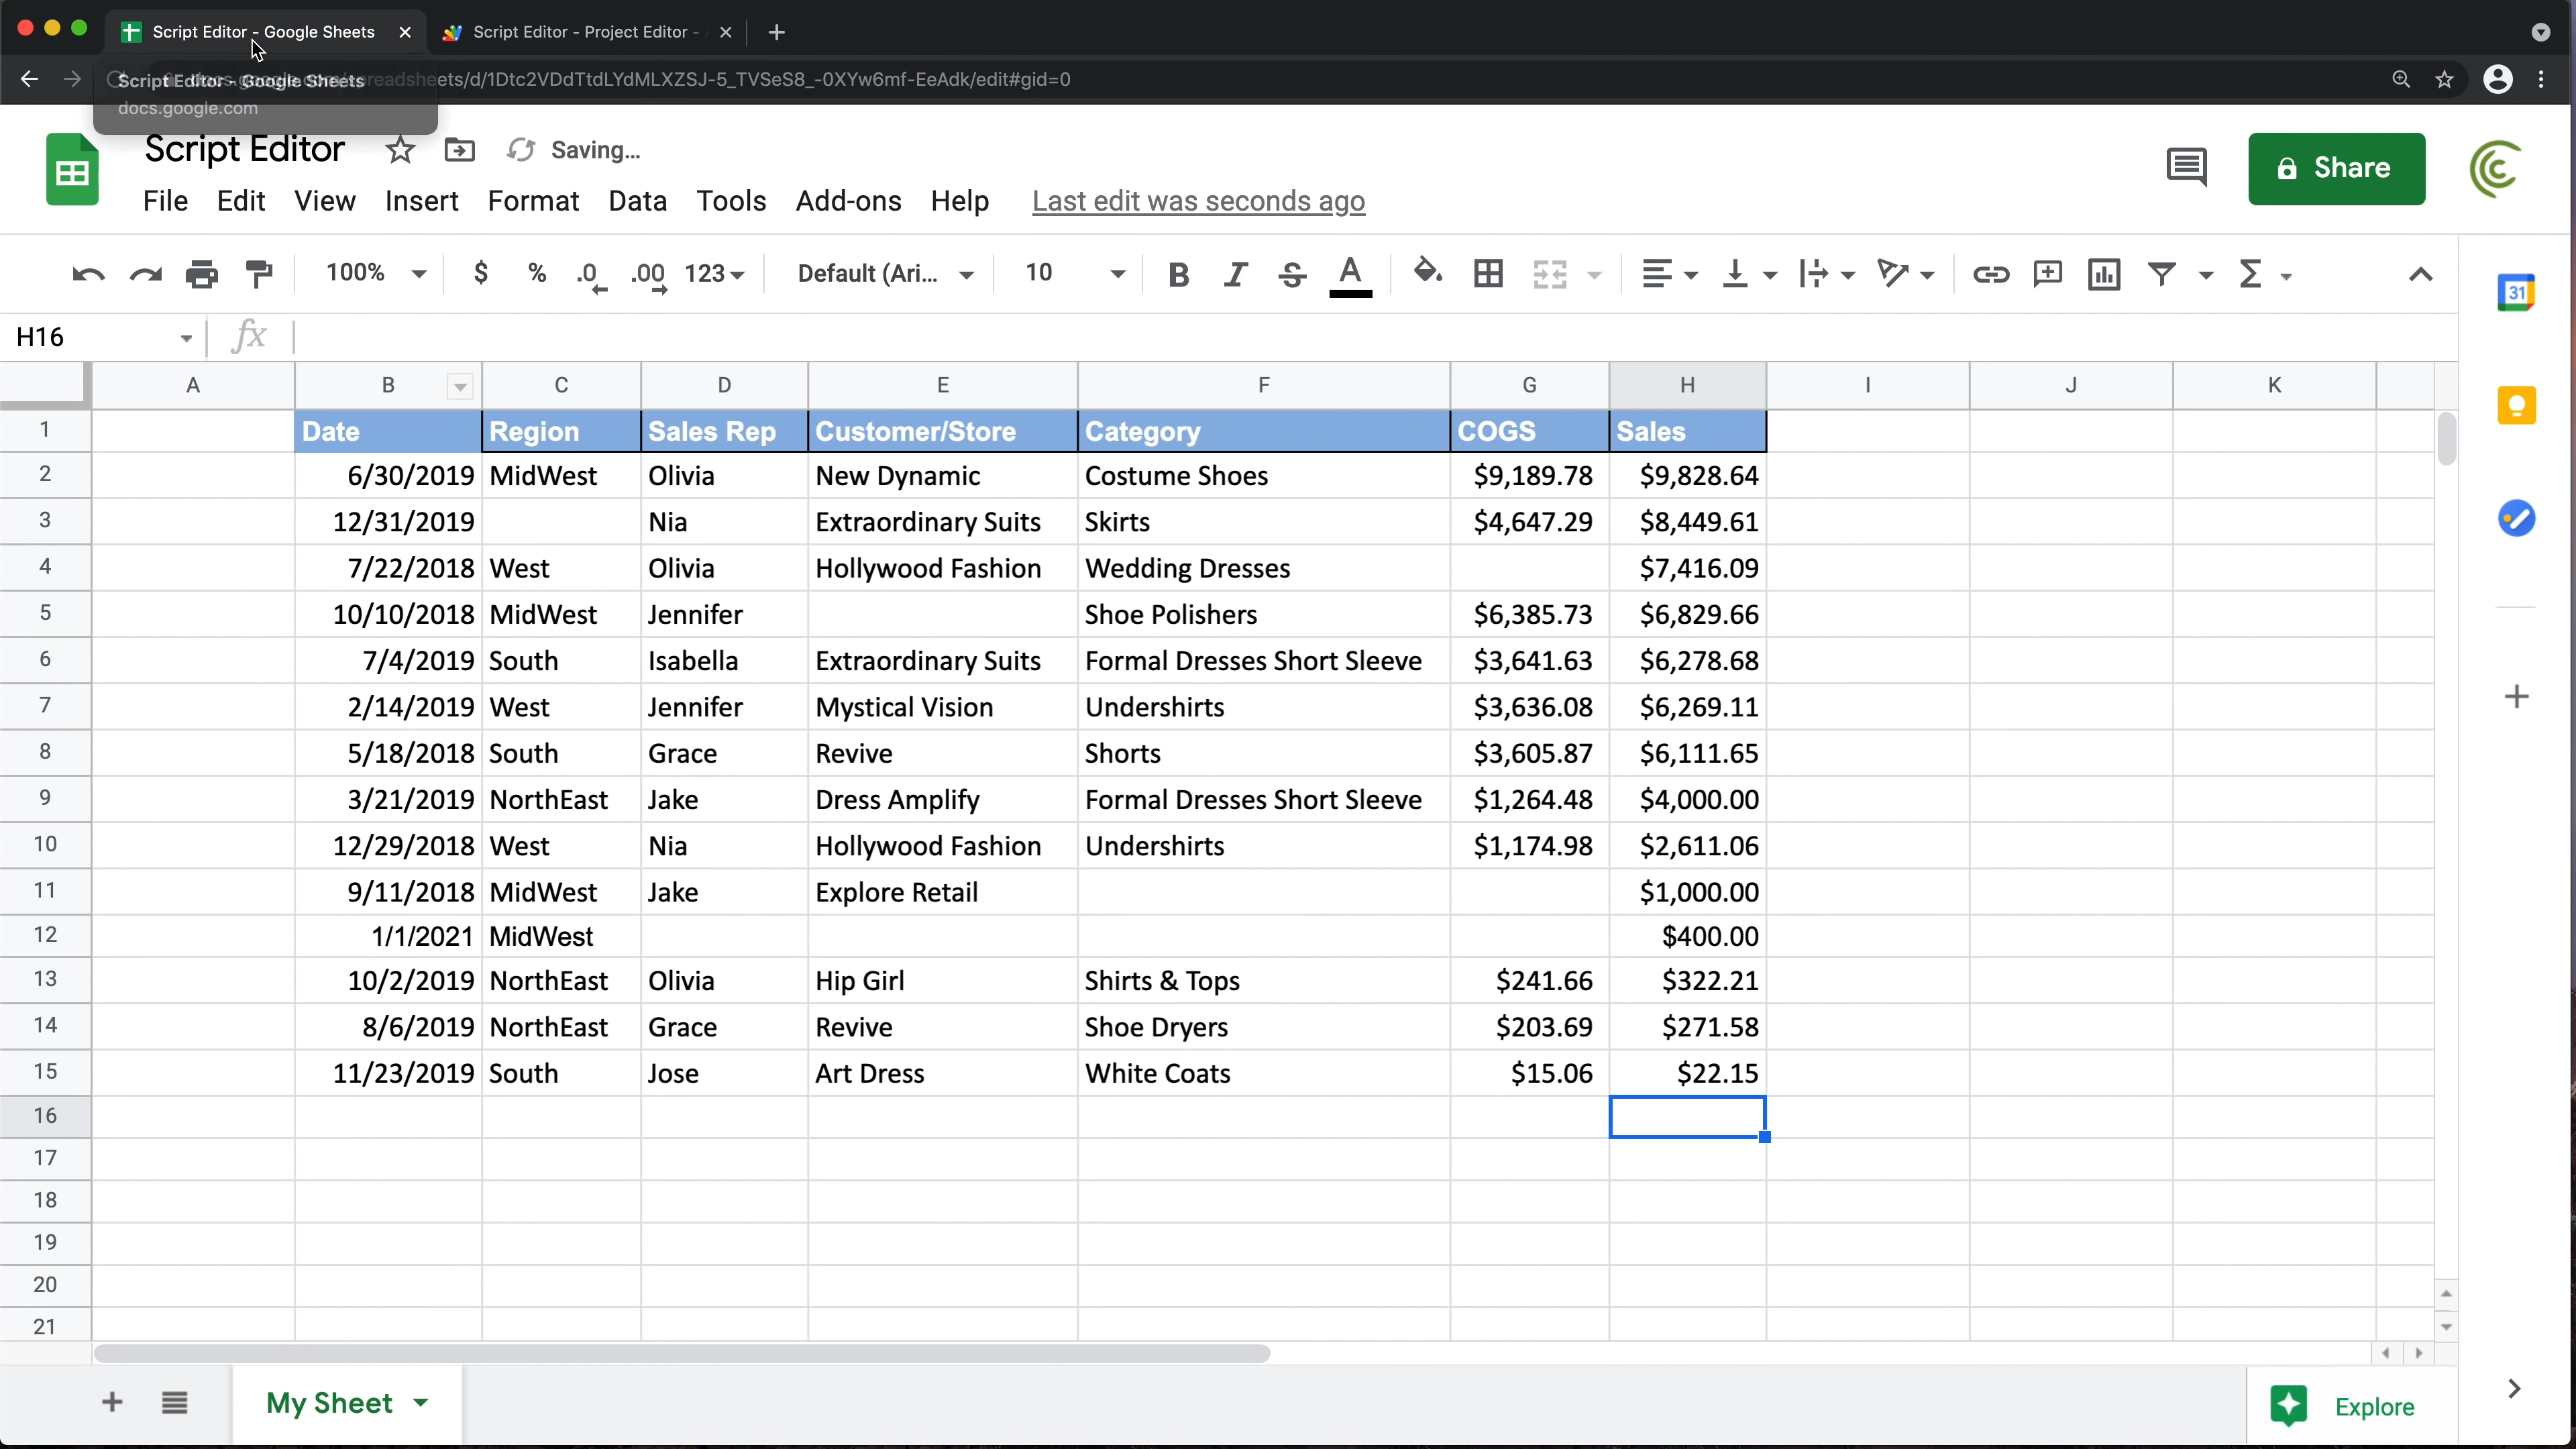 Script Editor - Google Sheets
Script Editor - Project Editor -
Script Editor - Google Sheets
eadsheets/d/1Dtc2VDdTtdLYdMLXZSJ-5_TVSeS8_-0XYw6mf-EeAdk/edit#gid=0
docs.google.com
Script Editor Saving...
Share
File Edit View Insert Format Data Tools Add-ons Help Last edit was seconds ago
100% $ % .0 .00 123 Default (Ari... 10 B I S A
31
H16 fx
A B C D E F G H I J K
1 Date Region Sales Rep Customer/Store Category COGS Sales
2 6/30/2019 MidWest Olivia New Dynamic Costume Shoes $9,189.78 $9,828.64
3 12/31/2019 Nia Extraordinary Suits Skirts $4,647.29 $8,449.61
4 7/22/2018 West Olivia Hollywood Fashion Wedding Dresses $7,416.09
5 10/10/2018 MidWest Jennifer Shoe Polishers $6,385.73 $6,829.66
6 7/4/2019 South Isabella Extraordinary Suits Formal Dresses Short Sleeve $3,641.63 $6,278.68
7 2/14/2019 West Jennifer Mystical Vision Undershirts $3,636.08 $6,269.11
8 5/18/2018 South Grace Revive Shorts $3,605.87 $6,111.65
9 3/21/2019 NorthEast Jake Dress Amplify Formal Dresses Short Sleeve $1,264.48 $4,000.00
10 12/29/2018 West Nia Hollywood Fashion Undershirts $1,174.98 $2,611.06
11 9/11/2018 MidWest Jake Explore Retail $1,000.00
12 1/1/2021 MidWest $400.00
13 10/2/2019 NorthEast Olivia Hip Girl Shirts & Tops $241.66 $322.21
14 8/6/2019 NorthEast Grace Revive Shoe Dryers $203.69 $271.58
15 11/23/2019 South Jose Art Dress White Coats $15.06 $22.15
16
17
18
19
20
21
My Sheet
Explore